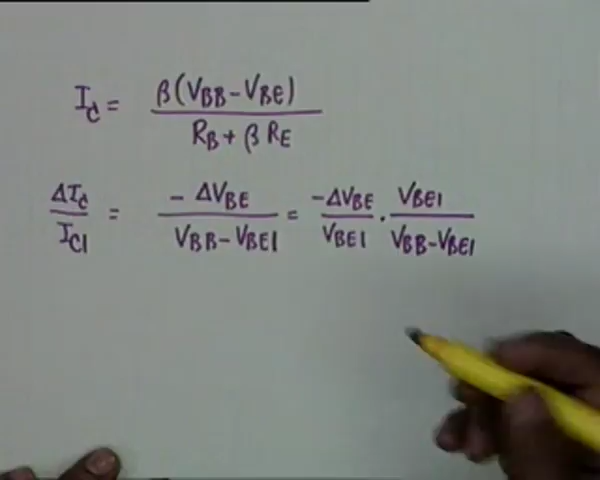 I_C = β(V_BB - V_BE) / R_B + β R_E
ΔI_C / I_C1 = - ΔV_BE / V_BB - V_BE1 = -ΔV_BE / V_BE1 . V_BE1 / V_BB - V_BE1